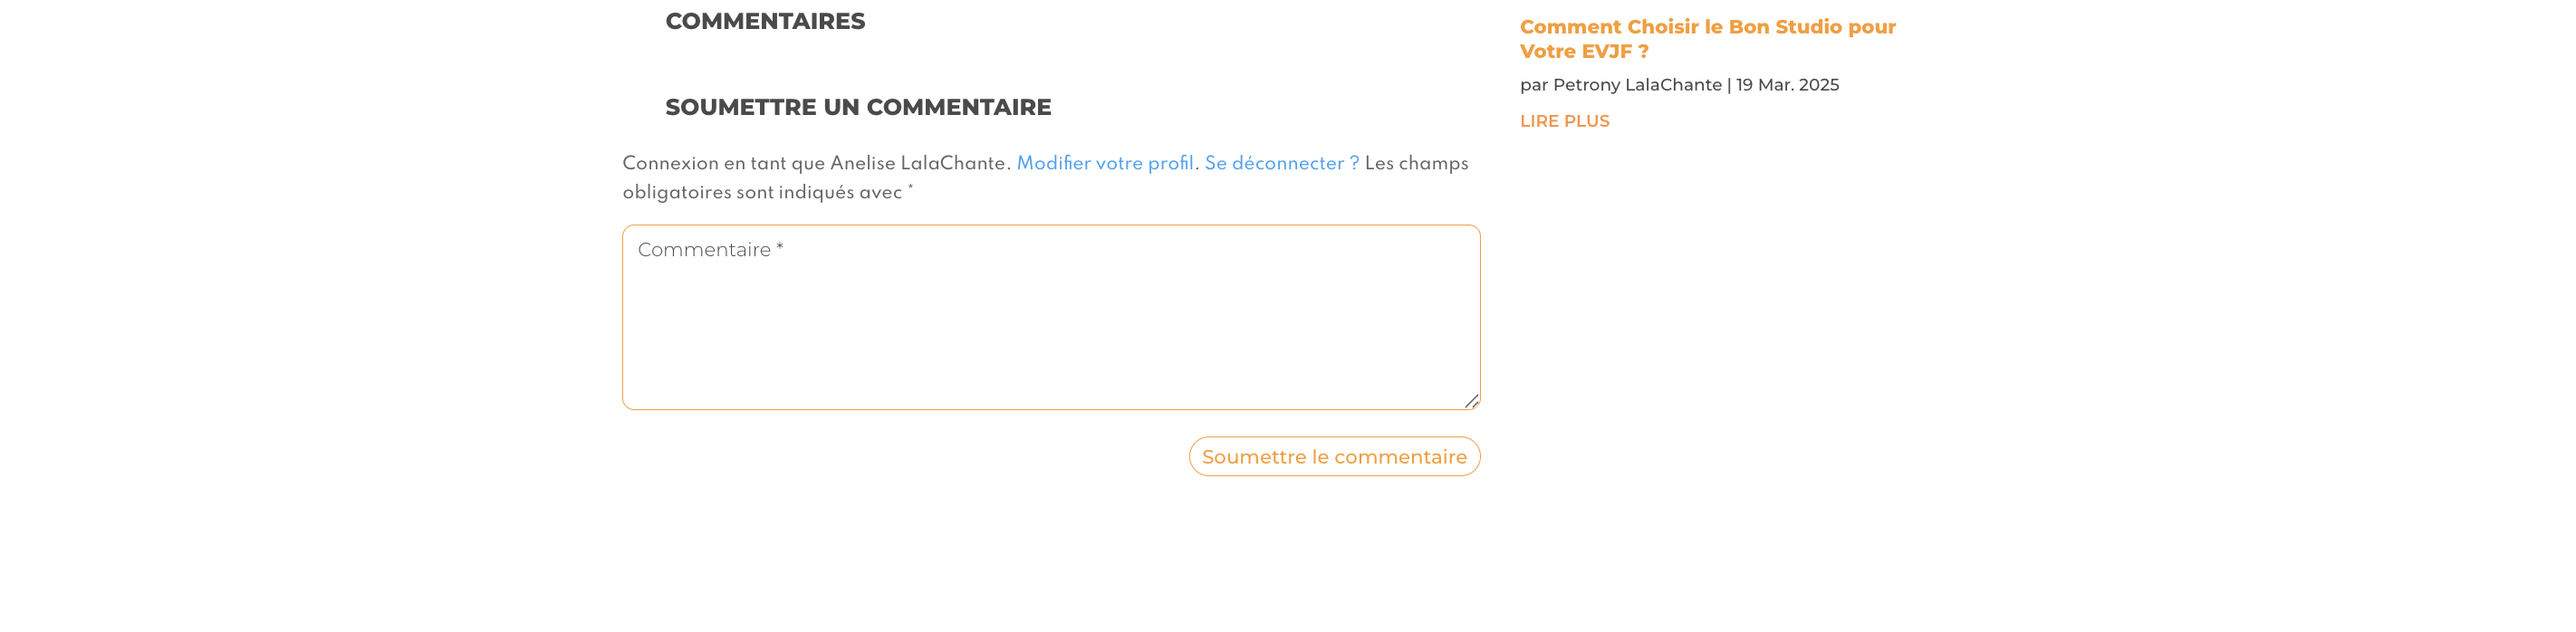 COMMENTAIRES
SOUMETTRE UN COMMENTAIRE
Connexion en tant que Anelise LalaChante. Modifier votre profil. Se déconnecter ? Les champs
obligatoires sont indiqués avec *
Commentaire *
Soumettre le commentaire
Comment Choisir le Bon Studio pour
Votre EVJF ?
par Petrony LalaChante | 19 Mar. 2025
LIRE PLUS